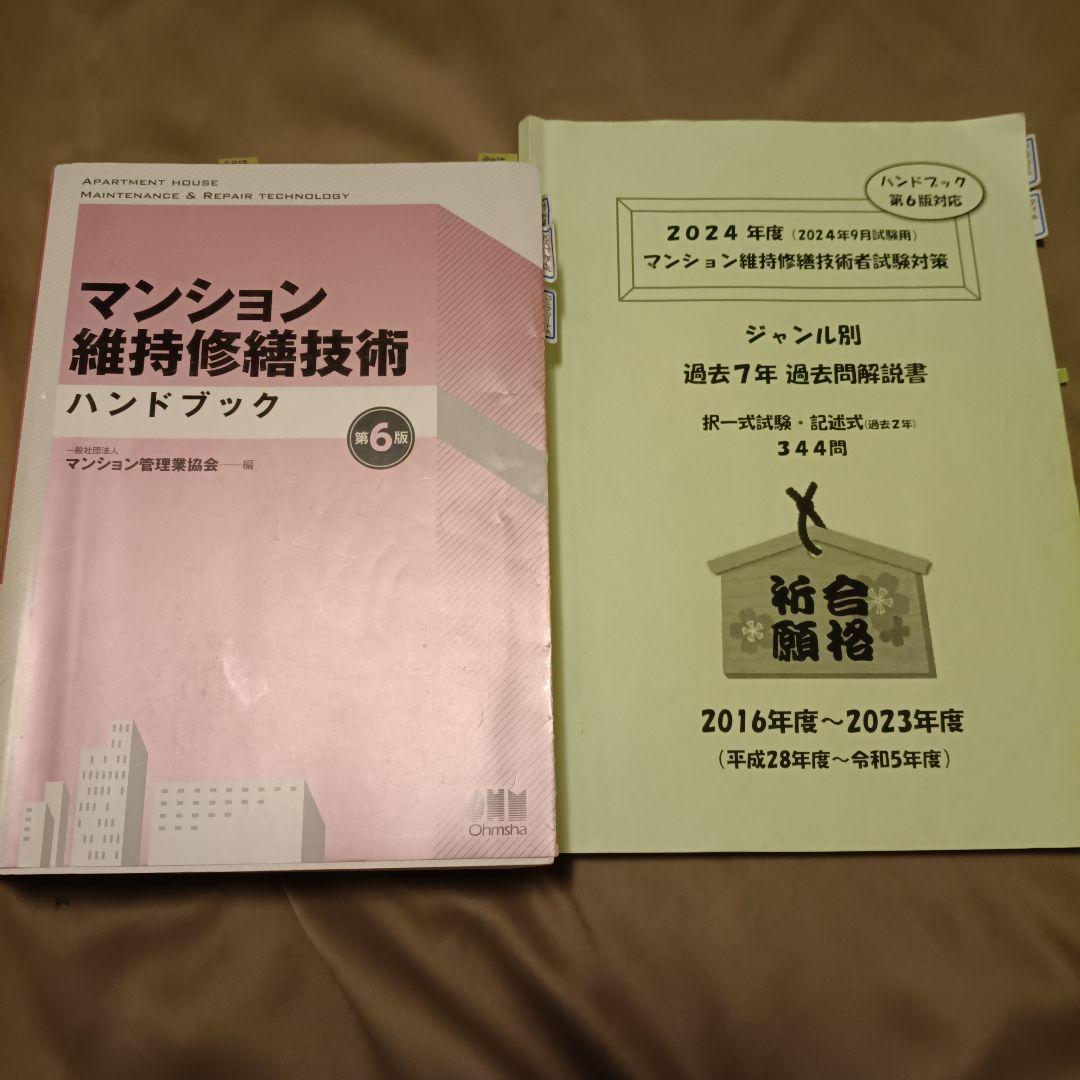 APARTMENT HOUSE
MAINTENANCE & REPAIR TECHNOLOGY
マンション
維持修繕技術
ハンドブック
第6版
一般社団法人
マンション管理業協会――編
OHM
Ohmsha
ハンドブック
第6版対応
2024年度(2024年9月試験用)
マンション維持修繕技術者試験対策
ジャンル別
過去7年 過去問解説書
択一式試験・記述式(過去2年)
344問
祈願
合格
2016年度～2023年度
(平成28年度～令和5年度)